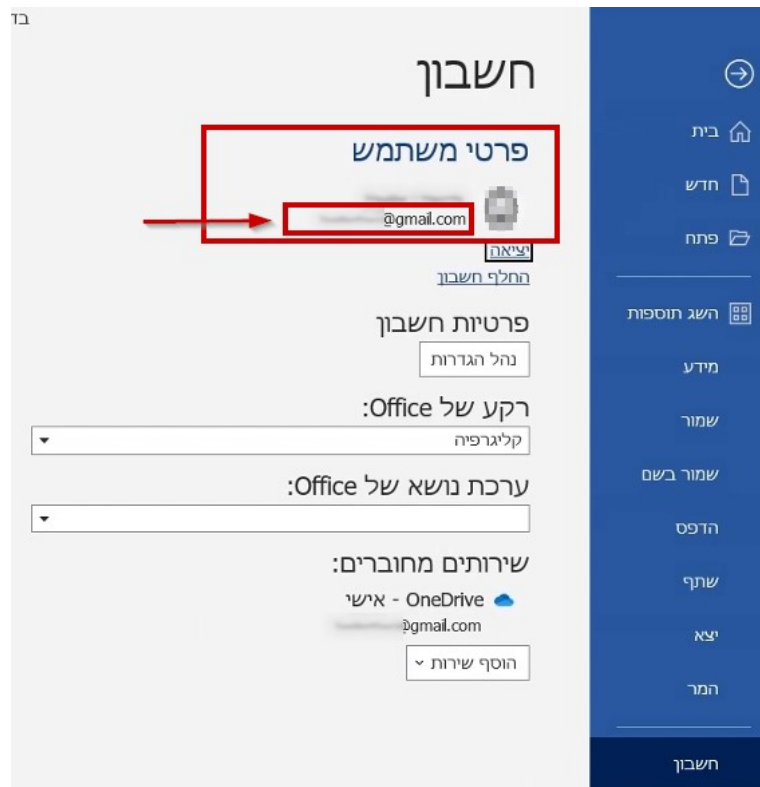 בד
חשבון
פרטי משתמש
@gmail.com
יציאה
החלף חשבון
פרטיות חשבון
נהל הגדרות
רקע של Office:
קליגרפיה
ערכת נושא של Office:
שירותים מחוברים:
OneDrive - אישי
@gmail.com
הוסף שירות
בית
חדש
פתח
השג תוספות
מידע
שמור
שמור בשם
הדפס
שתף
יצא
המר
חשבון